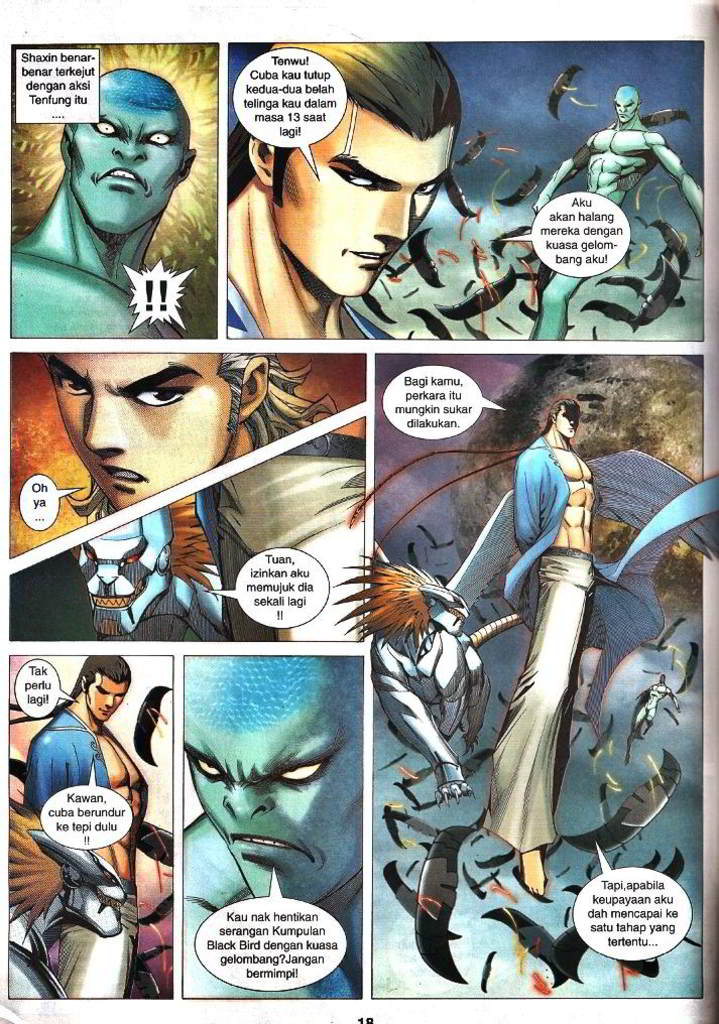 Shaxin benar-
benar terkejut
dengan aksi
Tenfung itu
....
!!
Tenwu!
Cuba kau tutup
kedua-dua belah
telinga kau dalam
masa 13 saat
lagi!
Aku
akan halang
mereka dengan
kuasa gelom-
bang aku!
Oh
ya
...
Tuan,
izinkan aku
memujuk dia
sekali lagi
!!
Bagi kamu,
perkara itu
mungkin sukar
dilakukan.
Tapi,apabila
keupayaan aku
dah mencapai ke
satu tahap yang
tertentu...
Tak
perlu
lagi!
Kawan,
cuba berundur
ke tepi dulu
!!
Kau nak hentikan
serangan Kumpulan
Black Bird dengan kuasa
gelombang?Jangan
bermimpi!
18